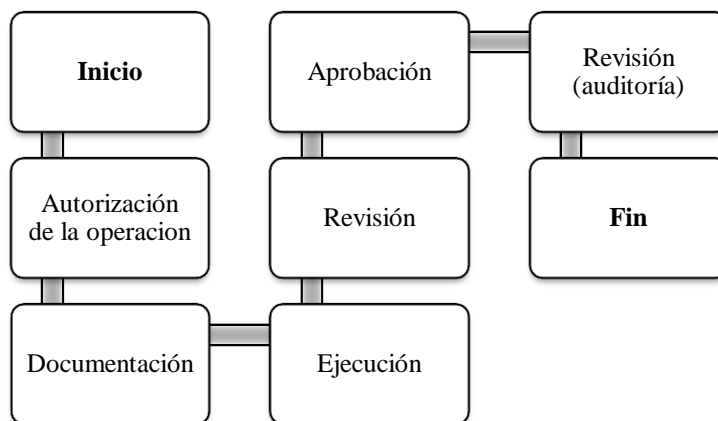 Inicio
Autorización
de la operacion
Documentación
Ejecución
Revisión
Aprobación
Revisión
(auditoría)
Fin